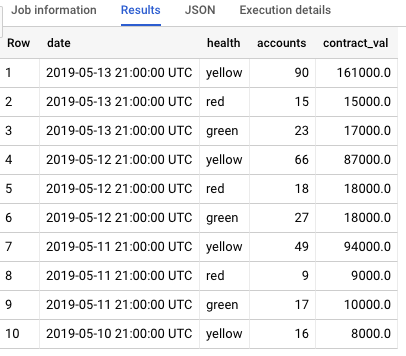 Job information Results JSON Execution details
Row date health accounts contract_val
1 2019-05-13 21:00:00 UTC yellow 90 161000.0
2 2019-05-13 21:00:00 UTC red 15 15000.0
3 2019-05-13 21:00:00 UTC green 23 17000.0
4 2019-05-12 21:00:00 UTC yellow 66 87000.0
5 2019-05-12 21:00:00 UTC red 18 18000.0
6 2019-05-12 21:00:00 UTC green 27 18000.0
7 2019-05-11 21:00:00 UTC yellow 49 94000.0
8 2019-05-11 21:00:00 UTC red 9 9000.0
9 2019-05-11 21:00:00 UTC green 17 10000.0
10 2019-05-10 21:00:00 UTC yellow 16 8000.0